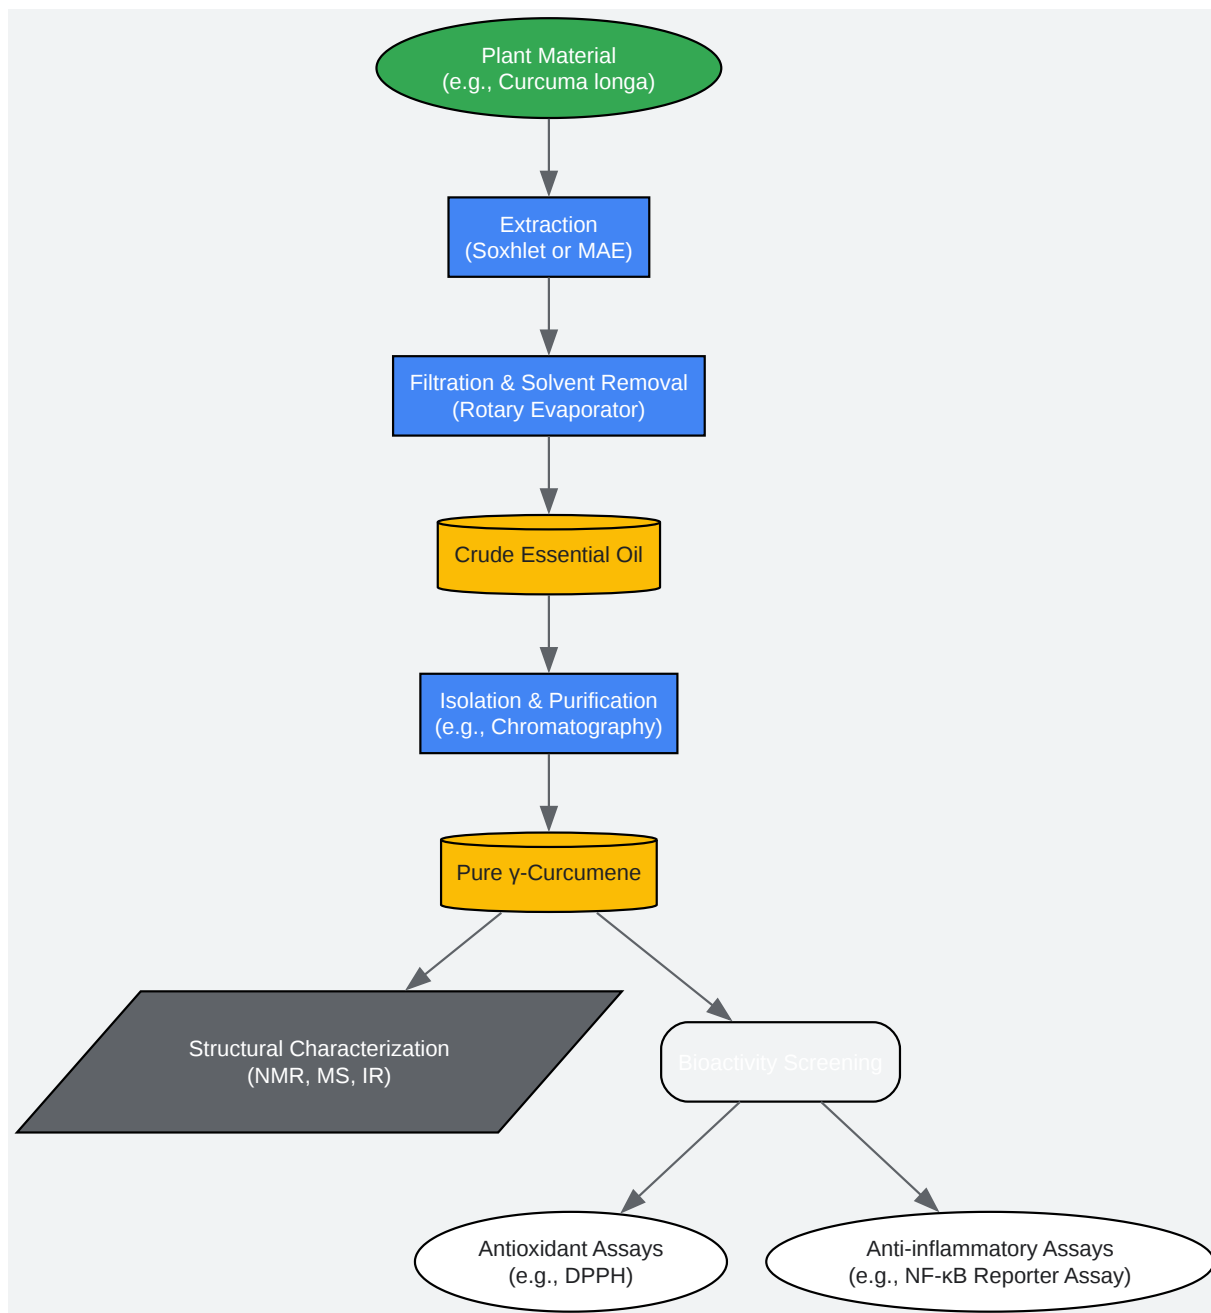 Plant Material
(e.g., Curcuma longa)
Extraction
(Soxhlet or MAE)
Filtration & Solvent Removal
(Rotary Evaporator)
Crude Essential Oil
Isolation & Purification
(e.g., Chromatography)
Pure γ-Curcumene
Structural Characterization
(NMR, MS, IR)
Bioactivity Screening
Antioxidant Assays
(e.g., DPPH)
Anti-inflammatory Assays
(e.g., NF-κB Reporter Assay)